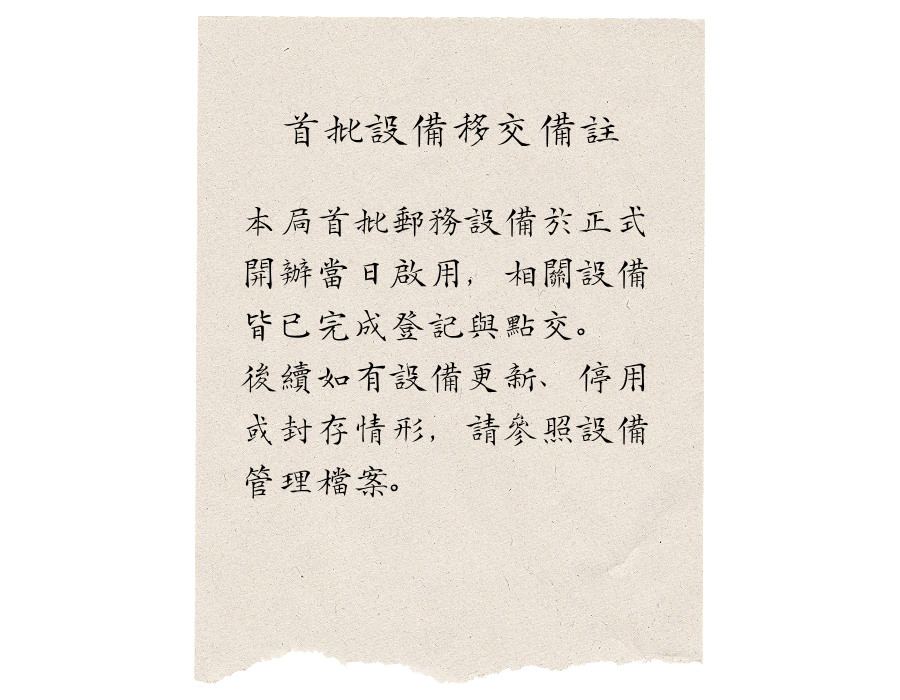 首批設備移交備註
本局首批郵務設備於正式
開辦當日啟用，相關設備
皆已完成登記與點交。
後續如有設備更新、停用
或封存情形，請參照設備
管理檔案。